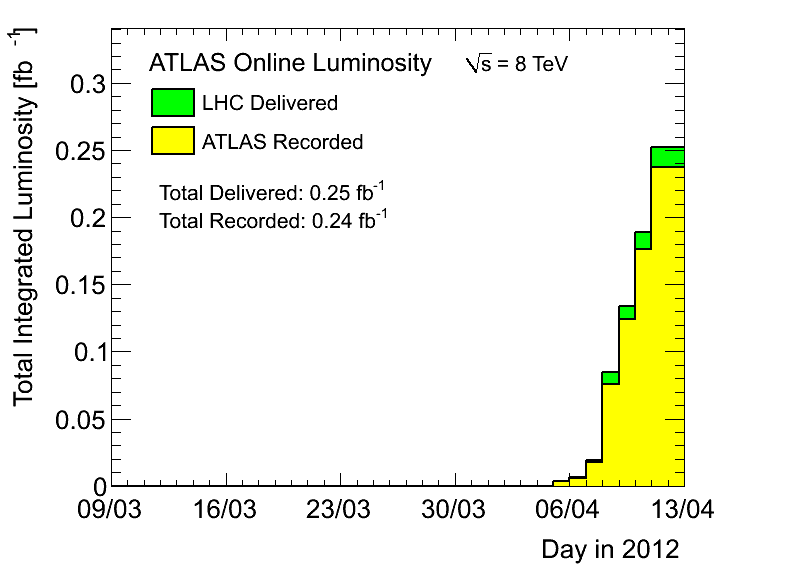 Total Integrated Luminosity [fb⁻¹]
ATLAS Online Luminosity √s = 8 TeV
LHC Delivered
ATLAS Recorded
Total Delivered: 0.25 fb⁻¹
Total Recorded: 0.24 fb⁻¹
0.3
0.25
0.2
0.15
0.1
0.05
0
09/03 16/03 23/03 30/03 06/04 13/04
Day in 2012